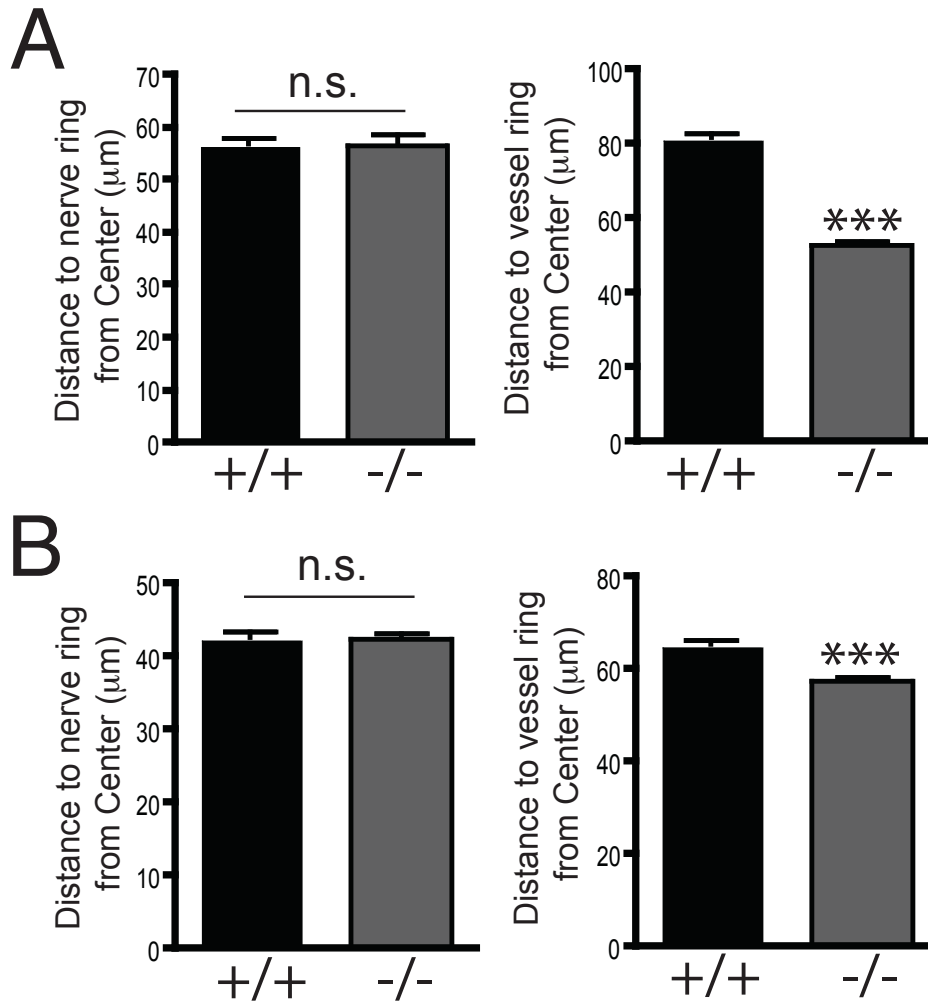 A
Distance to nerve ring
from Center (μm)
70
60
50
40
30
20
10
0
n.s.
+/+
-/-
Distance to vessel ring
from Center (μm)
100
80
60
40
20
0
***
+/+
-/-
B
Distance to nerve ring
from Center (μm)
50
40
30
20
10
0
n.s.
+/+
-/-
Distance to vessel ring
from Center (μm)
80
60
40
20
0
***
+/+
-/-